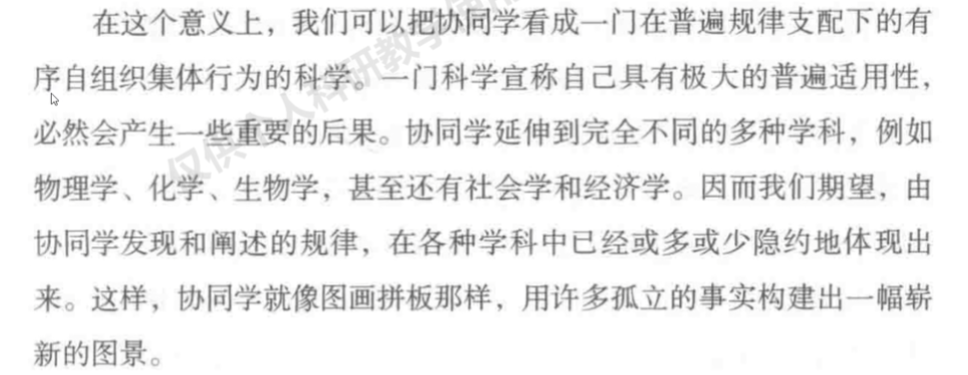 在这个意义上，我们可以把协同学看成一门在普遍规律支配下的有
序自组织集体行为的科学。一门科学宣称自己具有极大的普遍适用性，
必然会产生一些重要的后果。协同学延伸到完全不同的多种学科，例如
物理学、化学、生物学，甚至还有社会学和经济学。因而我们期望，由
协同学发现和阐述的规律，在各种学科中已经或多或少隐约地体现出
来。这样，协同学就像图画拼板那样，用许多孤立的事实构建出一幅崭
新的图景。
仅供个人科研教学使用